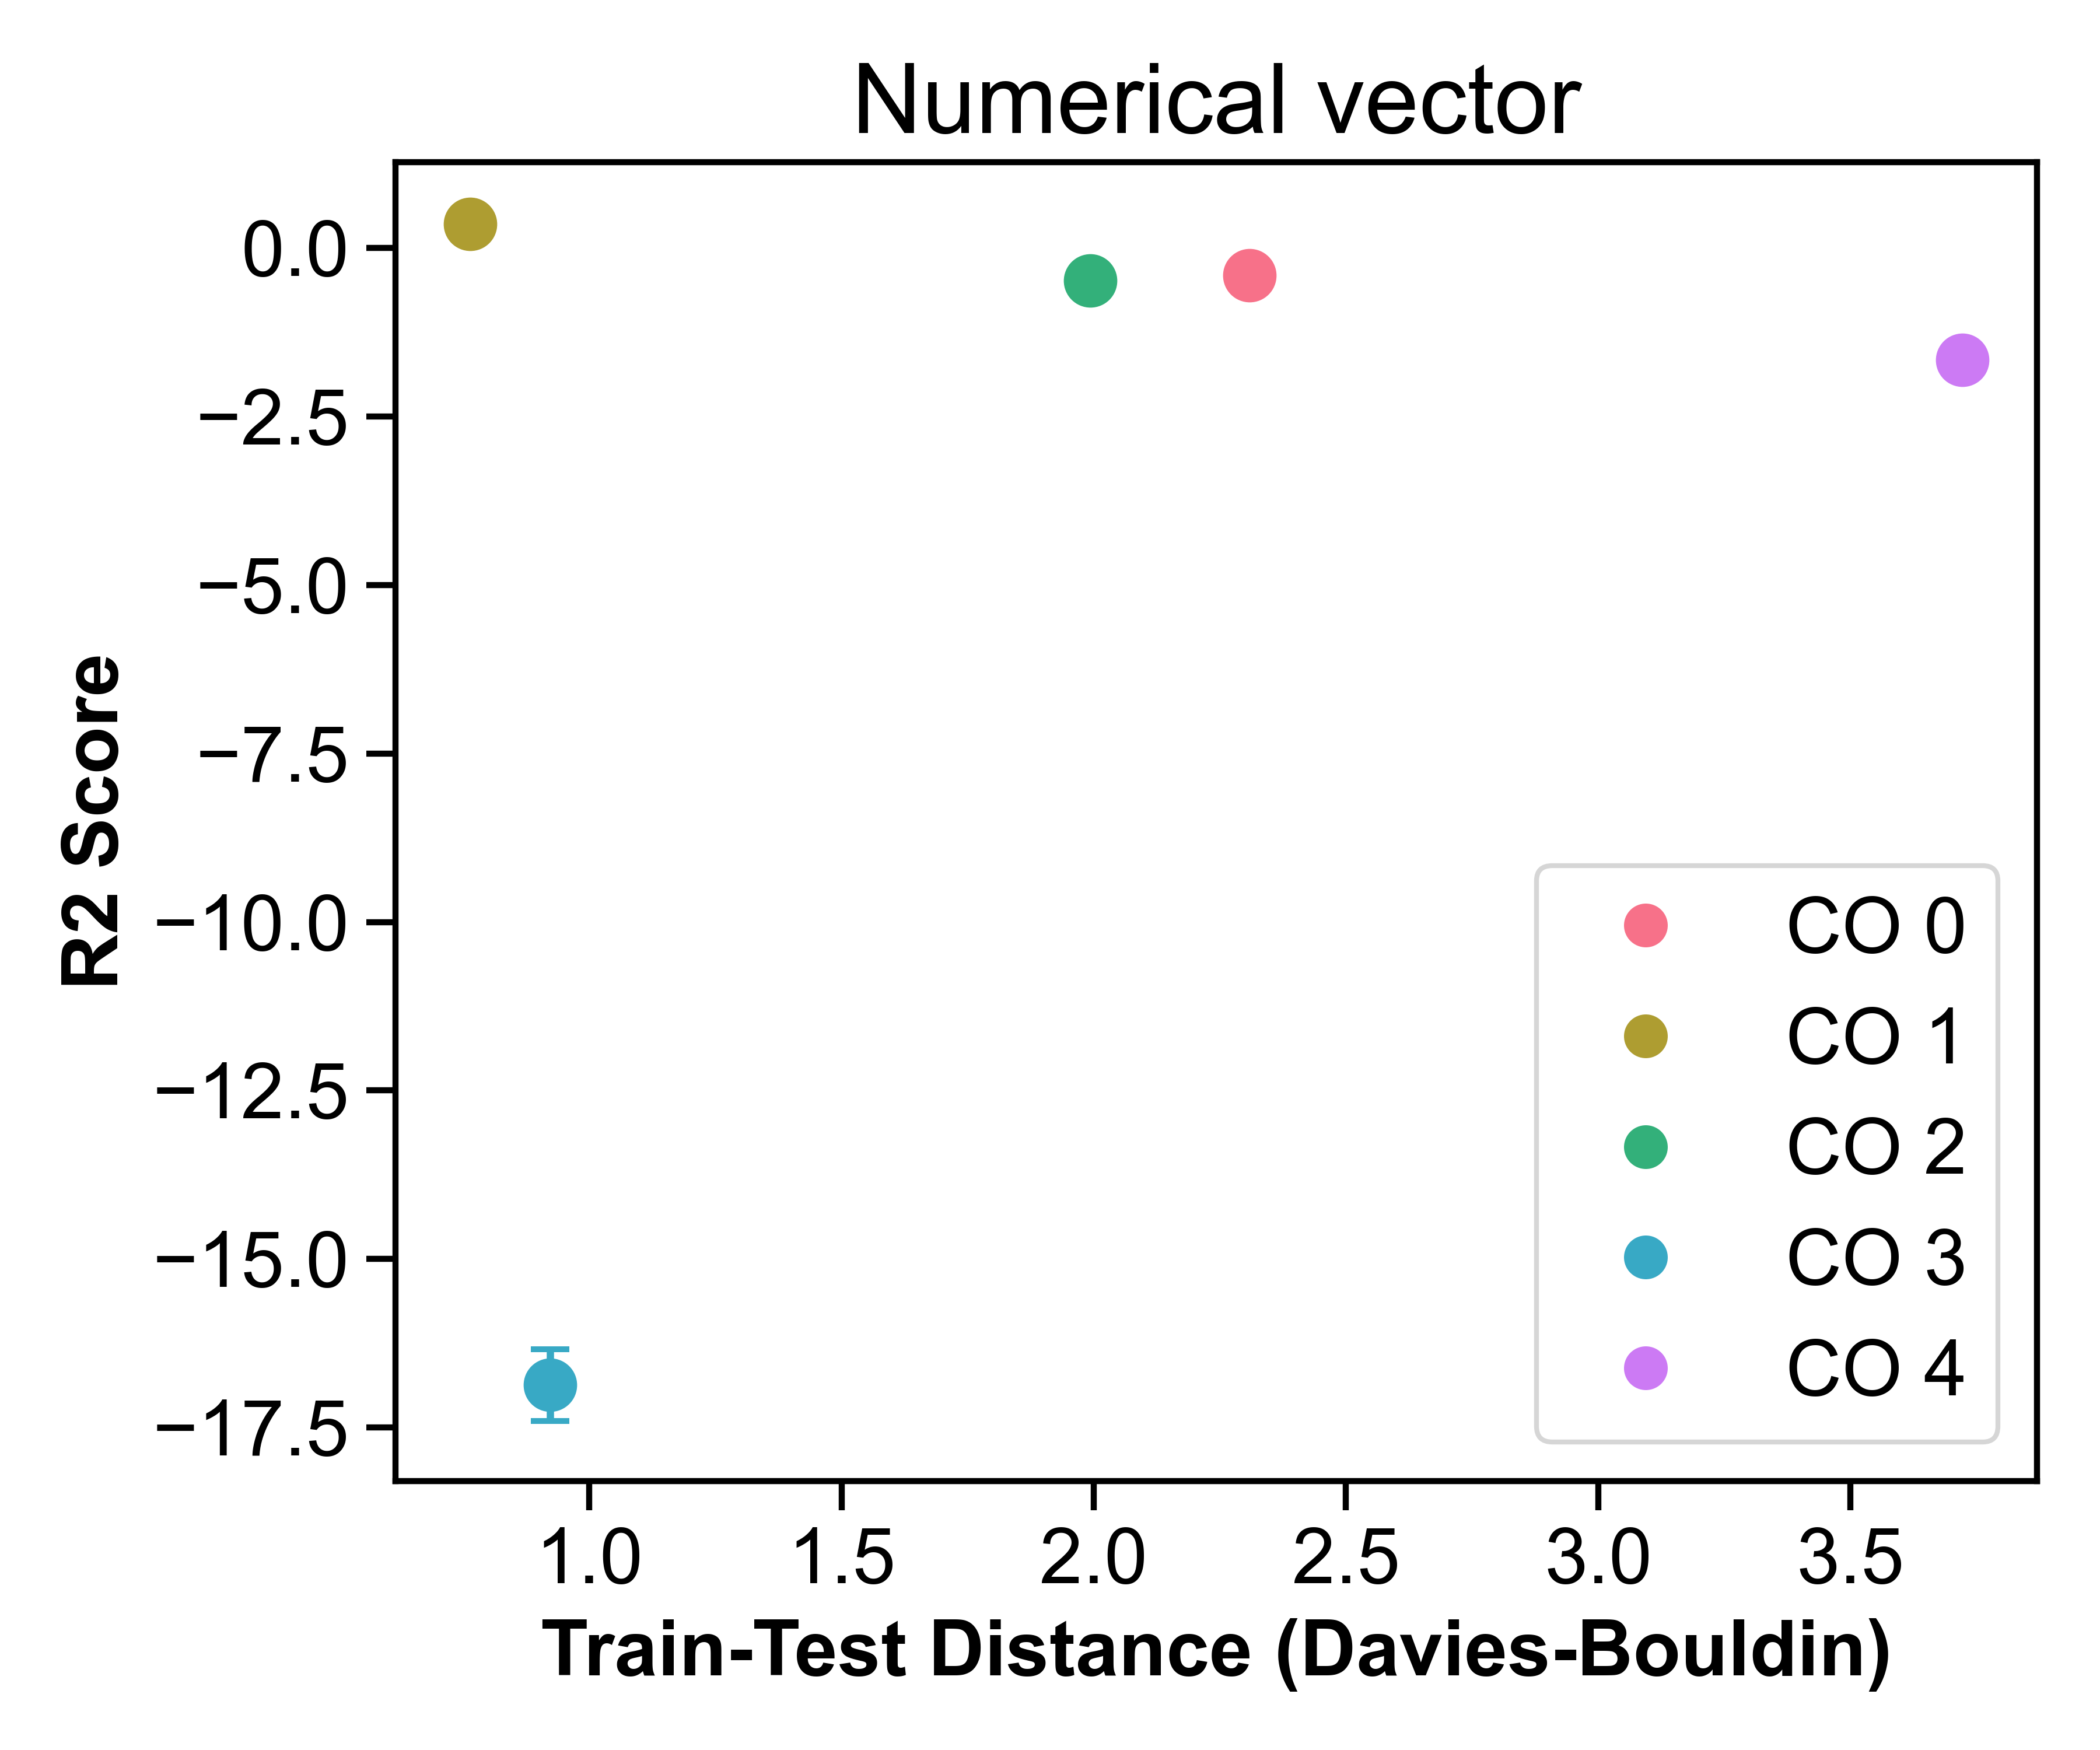 Numerical vector
0.0
−2.5
−5.0
−7.5
−10.0
−12.5
−15.0
−17.5
R2 Score
CO 0
CO 1
CO 2
CO 3
CO 4
1.0 1.5 2.0 2.5 3.0 3.5
Train-Test Distance (Davies-Bouldin)